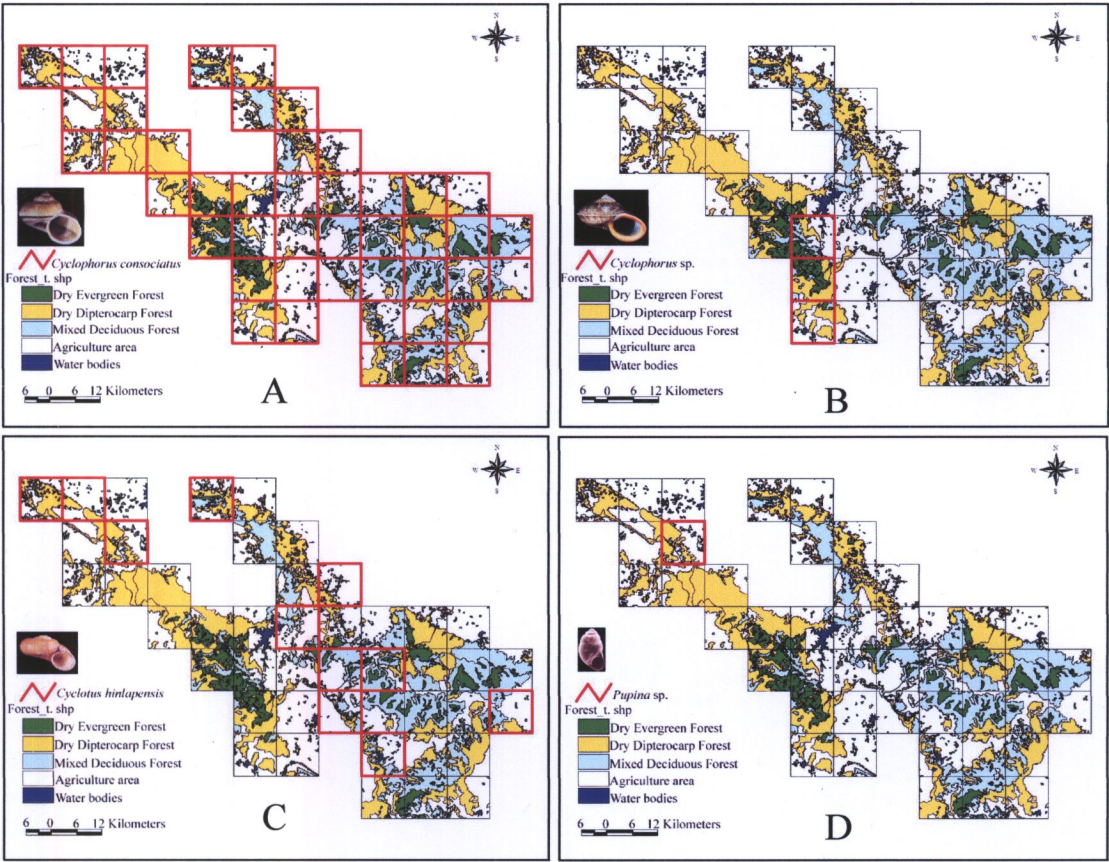 N
W E
S
Cyclophorus consociatus
Forest_t. shp
Dry Evergreen Forest
Dry Dipterocarp Forest
Mixed Deciduous Forest
Agriculture area
Water bodies
6 0 6 12 Kilometers
A
N
W E
S
Cyclophorus sp.
Forest_t. shp
Dry Evergreen Forest
Dry Dipterocarp Forest
Mixed Deciduous Forest
Agriculture area
Water bodies
6 0 6 12 Kilometers
B
N
W E
S
Cyclotus hinlapensis
Forest_t. shp
Dry Evergreen Forest
Dry Dipterocarp Forest
Mixed Deciduous Forest
Agriculture area
Water bodies
6 0 6 12 Kilometers
C
N
W E
S
Pupina sp.
Forest_t. shp
Dry Evergreen Forest
Dry Dipterocarp Forest
Mixed Deciduous Forest
Agriculture area
Water bodies
6 0 6 12 Kilometers
D